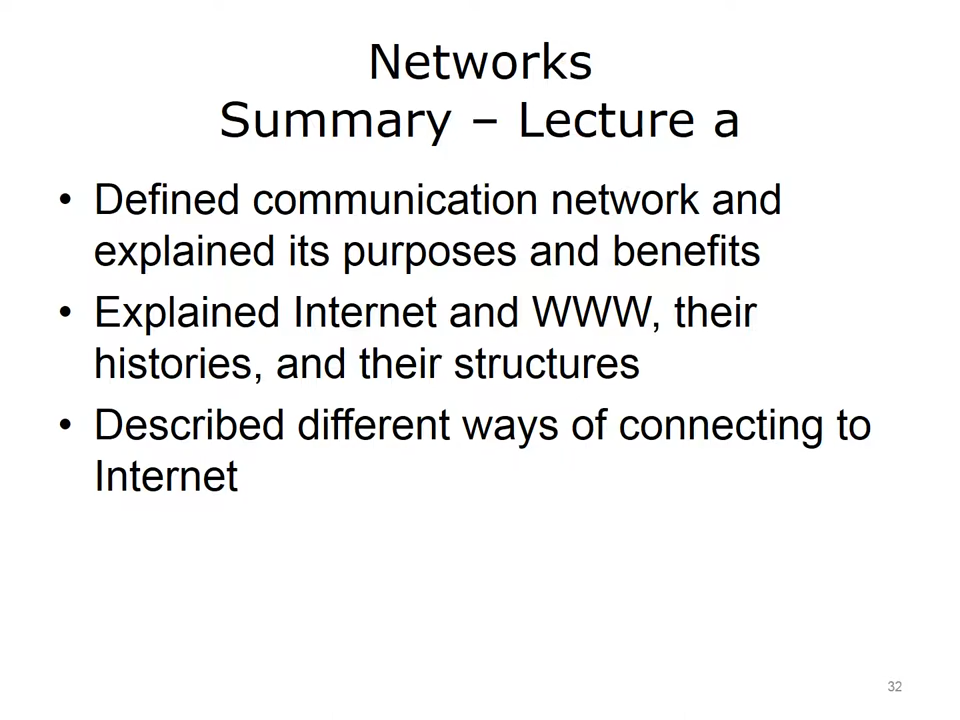 Networks
Summary – Lecture a
• Defined communication network and
explained its purposes and benefits
• Explained Internet and WWW, their
histories, and their structures
• Described different ways of connecting to
Internet
32